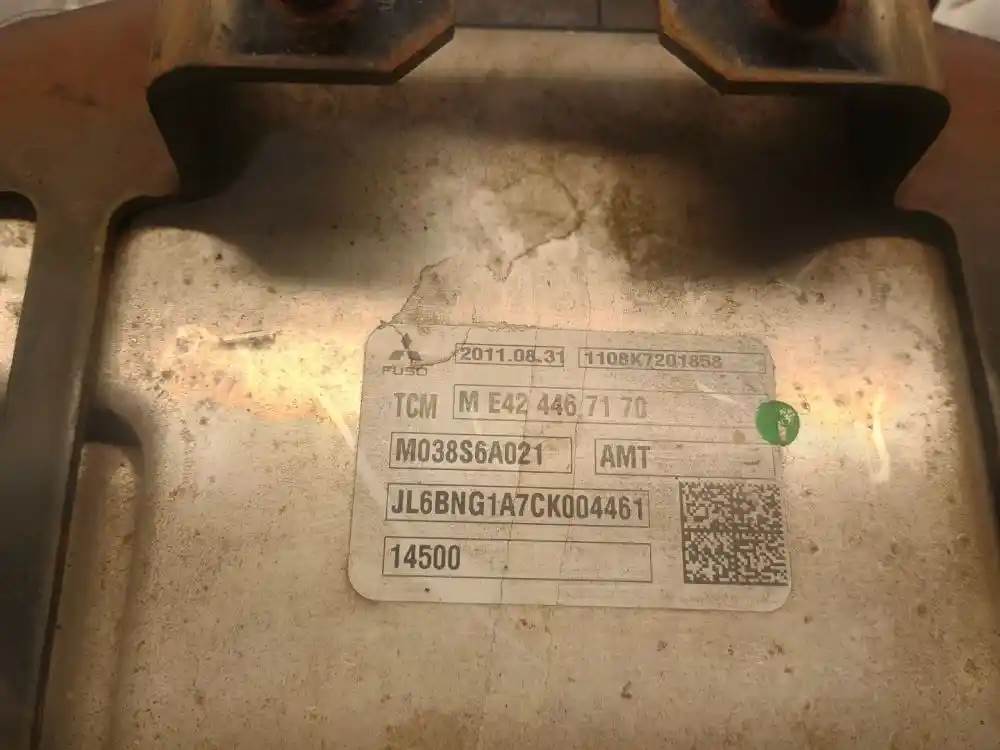 2011.08.31 1108K7201858
FUSO
TCM M E42 446 71 70
M038S6A021 AMT
JL6BNG1A7CK004461
14500